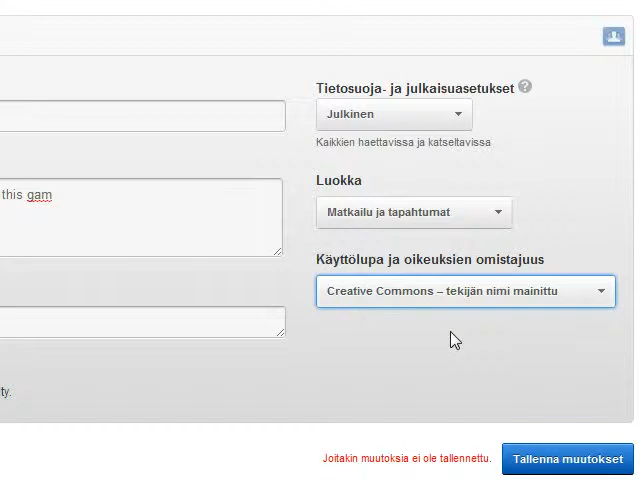 Tietosuoja- ja julkaisuasetukset
Julkinen
Kaikkien haettavissa ja katseltavissa
Luokka
this gam
Matkailu ja tapahtumat
Käyttölupa ja oikeuksien omistajuus
Creative Commons – tekijän nimi mainittu
ty.
Joitakin muutoksia ei ole tallennettu.
Tallenna muutokset